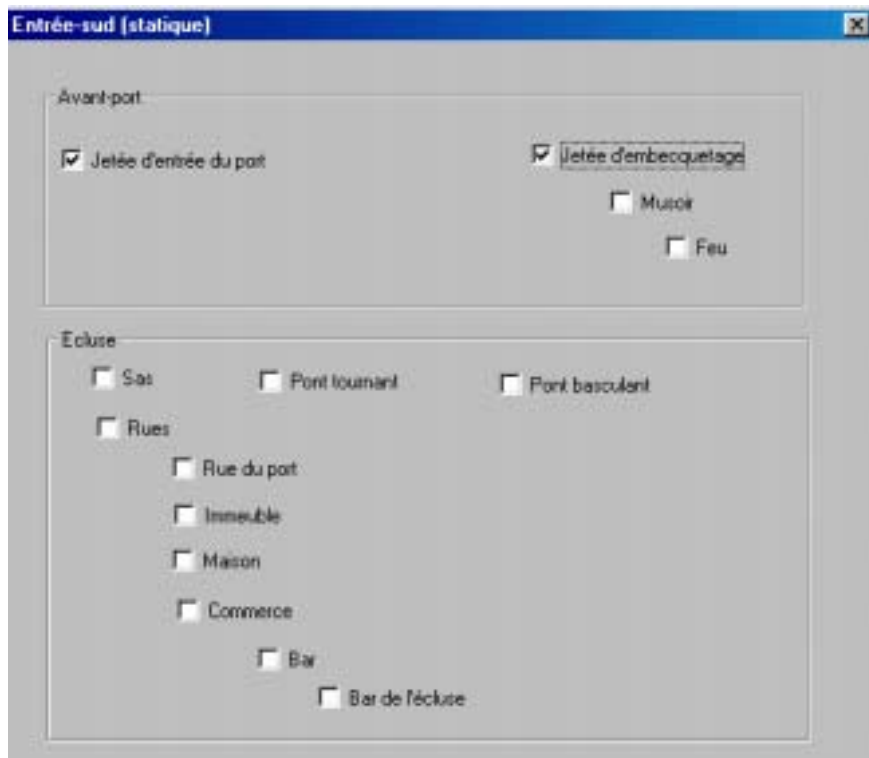 Entrée-sud (statique)
Avant-port
Jetée d'entrée du port
Jetée d'embecquetage
Musoir
Feu
Ecluse
Sas
Pont tournant
Pont basculant
Rues
Rue du port
Immeuble
Maison
Commerce
Bar
Bar de l'écluse